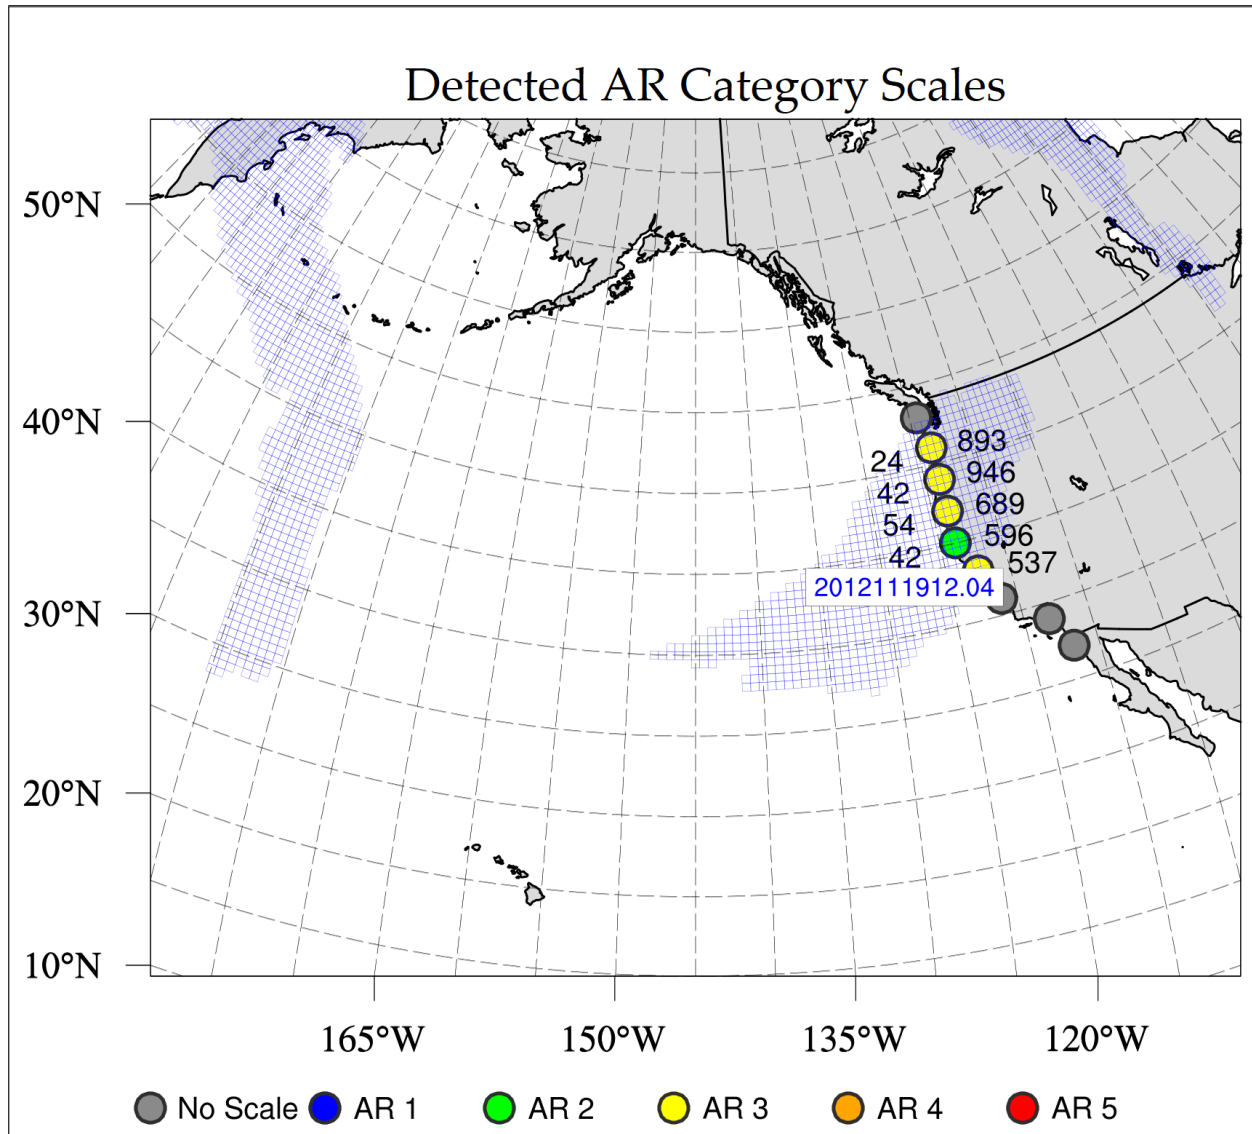 Detected AR Category Scales
50°N
40°N
30°N
20°N
10°N
893
24
946
42
689
54
596
42
537
2012111912.04
165°W 150°W 135°W 120°W
No Scale AR 1 AR 2 AR 3 AR 4 AR 5